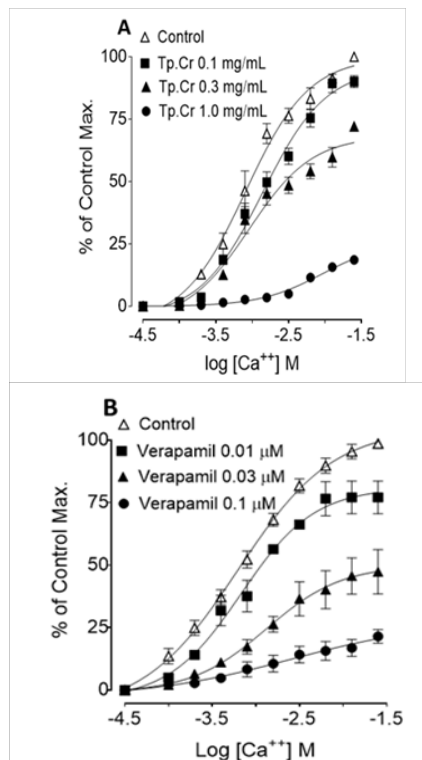 A
△ Control
■ Tp.Cr 0.1 mg/mL
▲ Tp.Cr 0.3 mg/mL
● Tp.Cr 1.0 mg/mL
100
75
50
25
0
% of Control Max.
-4.5 -3.5 -2.5 -1.5
log [Ca⁺⁺] M
B
△ Control
■ Verapamil 0.01 μM
▲ Verapamil 0.03 μM
● Verapamil 0.1 μM
100
75
50
25
0
% of Control Max.
-4.5 -3.5 -2.5 -1.5
Log [Ca⁺⁺] M